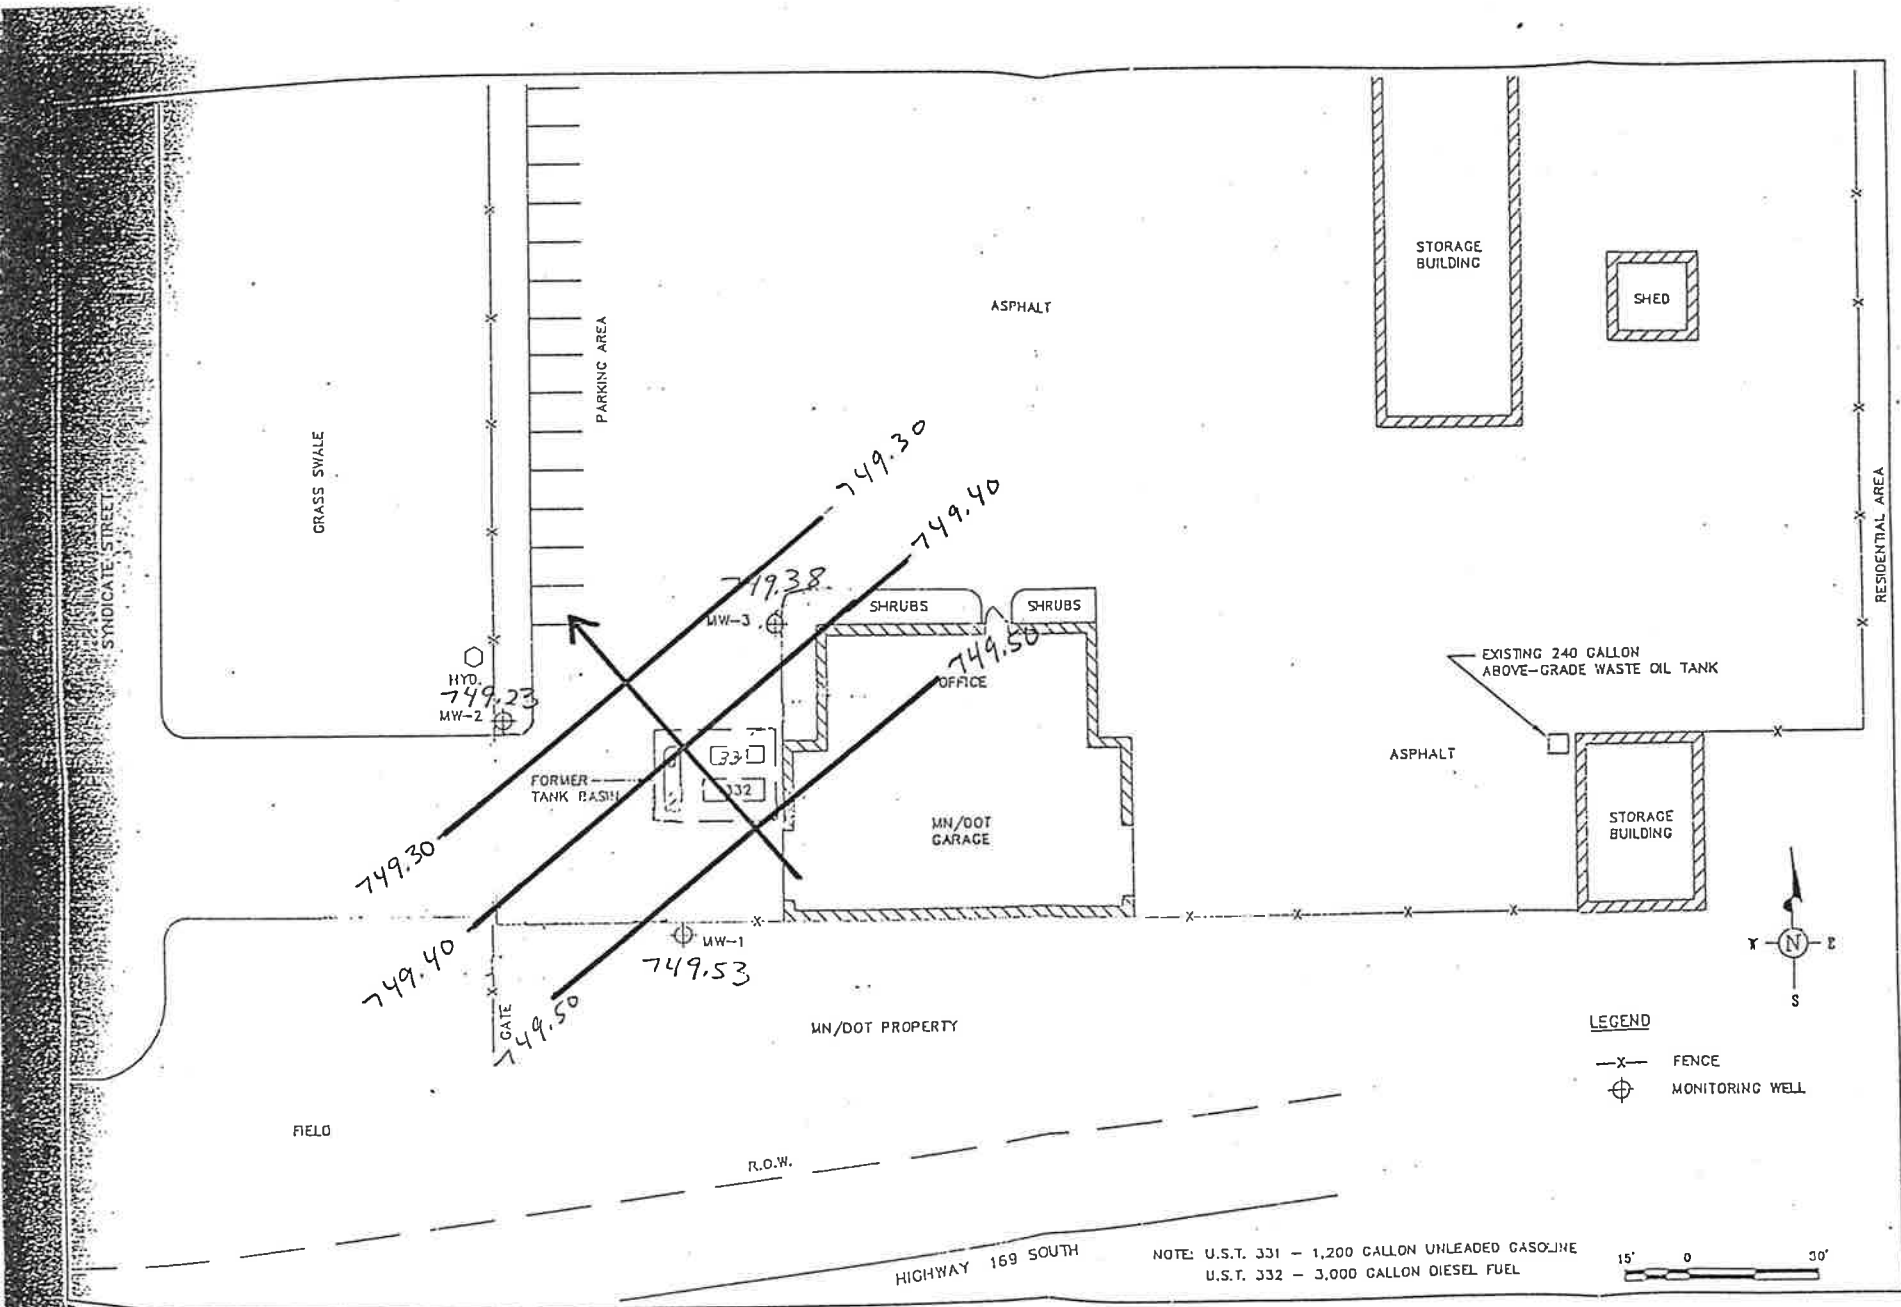 STORAGE
BUILDING
SHED
ASPHALT
PARKING AREA
GRASS SWALE
SYNDICATE STREET
RESIDENTIAL AREA
749.30
749.40
749.38
MW-3
SHRUBS
SHRUBS
749.50
OFFICE
EXISTING 240 GALLON
ABOVE-GRADE WASTE OIL TANK
HYD.
749.23
MW-2
331
332
FORMER
TANK BASIN
ASPHALT
MN/DOT
GARAGE
STORAGE
BUILDING
749.30
749.40
MW-1
749.53
749.50
GATE
N
E
S
MN/DOT PROPERTY
LEGEND
—X— FENCE
MONITORING WELL
FIELD
R.O.W.
HIGHWAY 169 SOUTH
NOTE: U.S.T. 331 - 1,200 GALLON UNLEADED GASOLINE
U.S.T. 332 - 3,000 GALLON DIESEL FUEL
15' 0 30'